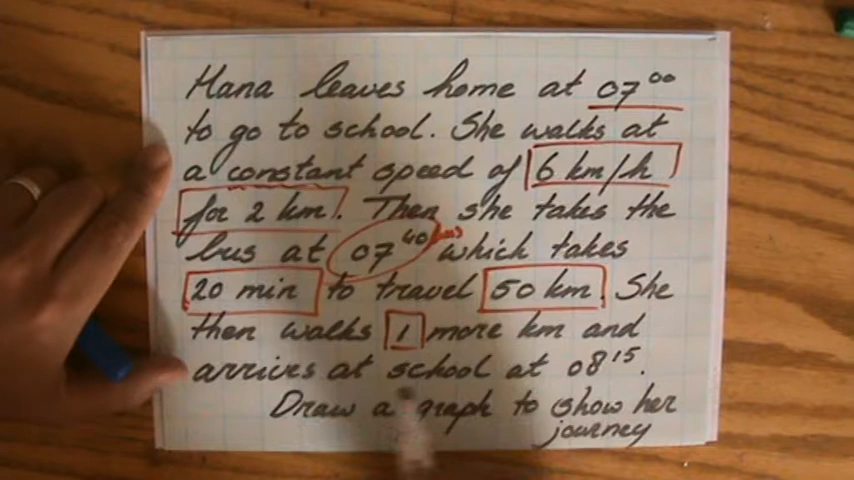 Hana leaves home at 07⁰⁰
to go to school. She walks at
a constant speed of 6 km/h
for 2 km. Then she takes the
bus at 07⁴⁰ which takes
20 min to travel 50 km. She
then walks 1 more km and
arrives at school at 08¹⁵.
Draw a graph to show her
journey